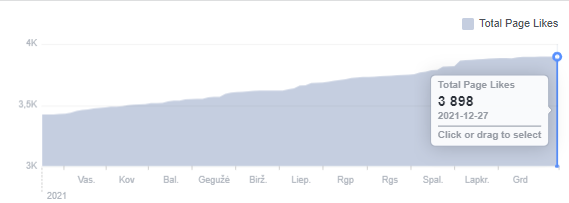 Total Page Likes
4K
3,5K
3K
Total Page Likes
3 898
2021-12-27
Click or drag to select
Vas. Kov Bal. Gegužė Birž. Liep. Rgp Rgs Spal. Lapkr. Grd
2021